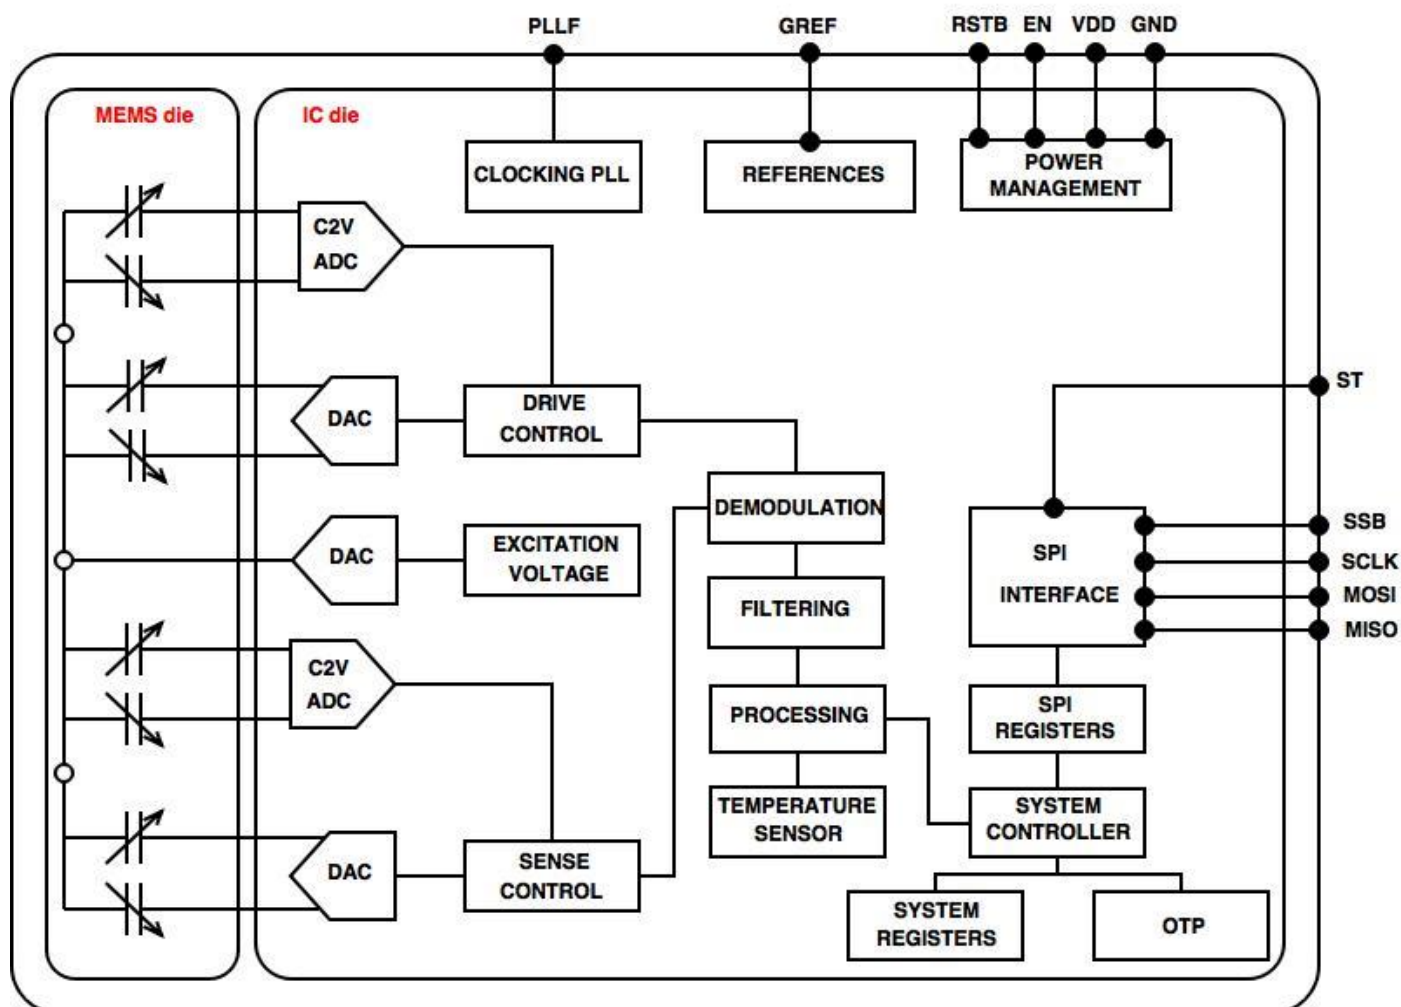 PLLF
GREF
RSTB
EN
VDD
GND
MEMS die
IC die
CLOCKING PLL
REFERENCES
POWER
MANAGEMENT
C2V
ADC
ST
DAC
DRIVE
CONTROL
DEMODULATION
DAC
EXCITATION
VOLTAGE
FILTERING
SPI
INTERFACE
SSB
SCLK
MOSI
MISO
C2V
ADC
PROCESSING
SPI
REGISTERS
TEMPERATURE
SENSOR
SYSTEM
CONTROLLER
DAC
SENSE
CONTROL
SYSTEM
REGISTERS
OTP